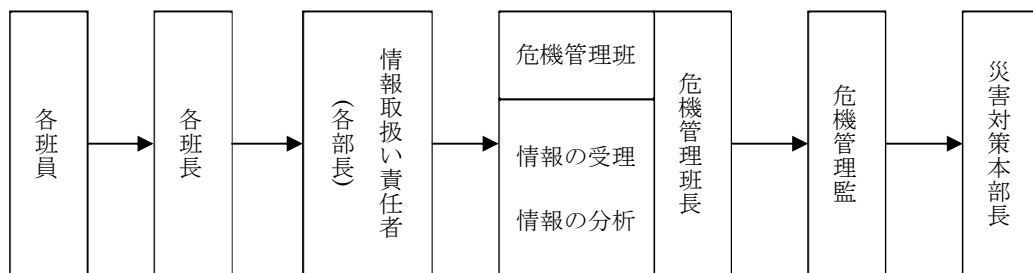 各班員
各班長
情報取扱い責任者
(各部長)
危機管理班
情報の受理
情報の分析
危機管理班長
危機管理監
災害対策本部長